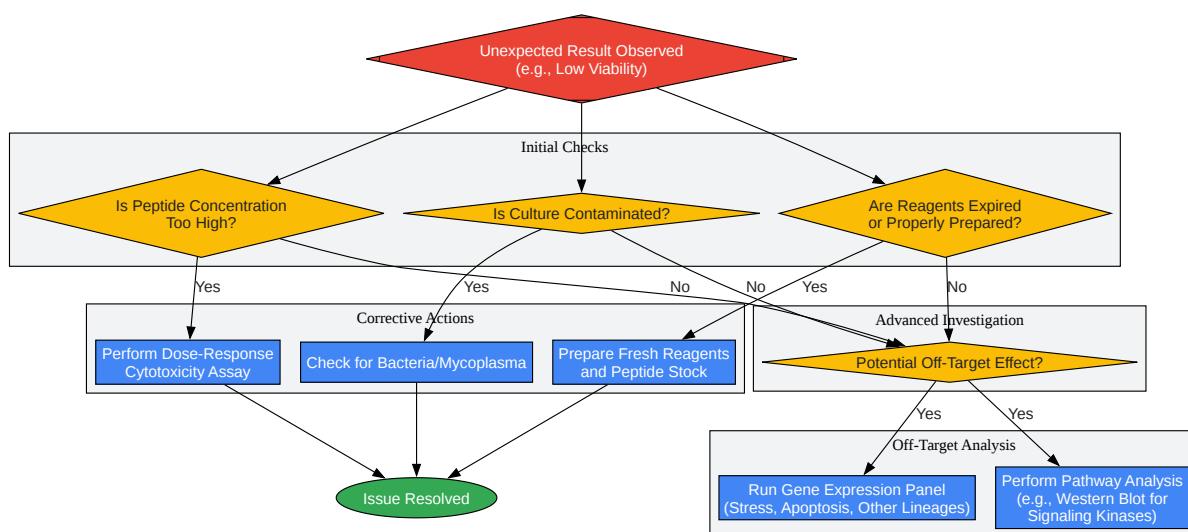 Unexpected Result Observed
(e.g., Low Viability)
Initial Checks
Is Peptide Concentration
Too High?
Is Culture Contaminated?
Are Reagents Expired
or Properly Prepared?
Yes
Yes
No
No
Yes
No
Corrective Actions
Advanced Investigation
Perform Dose-Response
Cytotoxicity Assay
Check for Bacteria/Mycoplasma
Prepare Fresh Reagents
and Peptide Stock
Potential Off-Target Effect?
Yes
Yes
Off-Target Analysis
Issue Resolved
Run Gene Expression Panel
(Stress, Apoptosis, Other Lineages)
Perform Pathway Analysis
(e.g., Western Blot for
Signaling Kinases)